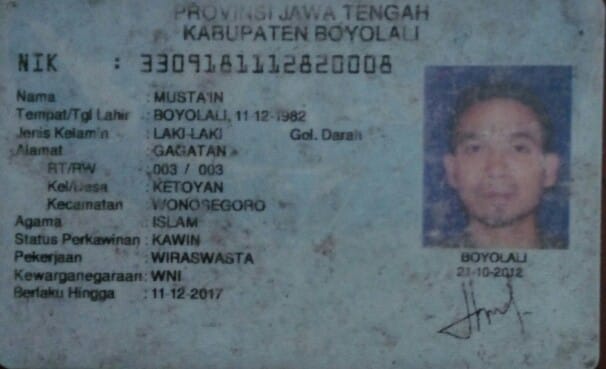 PROVINSI JAWA TENGAH
KABUPATEN BOYOLALI
NIK : 3309181112820008
Nama : MUSTA'IN
Tempat/Tgl Lahir : BOYOLALI, 11-12-1982
Jenis Kelamin : LAKI-LAKI Gol. Darah
Alamat : GAGATAN
RT/RW : 003 / 003
Kel/Desa : KETOYAN
Kecamatan : WONOSEGORO
Agama : ISLAM
Status Perkawinan : KAWIN
Pekerjaan : WIRASWASTA
Kewarganegaraan : WNI
Berlaku Hingga : 11-12-2017
BOYOLALI
21-10-2012